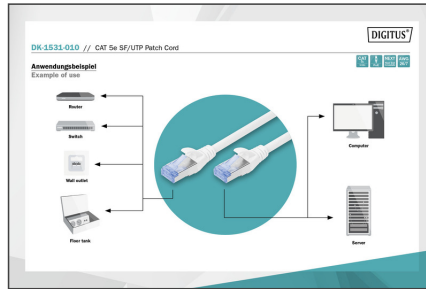 DIGITUS®
DK-1531-010 // CAT 5e SF/UTP Patch Cord
Anwendungsbeispiel
Example of use
Router
Switch
Wall outlet
Floor tank
Computer
Server